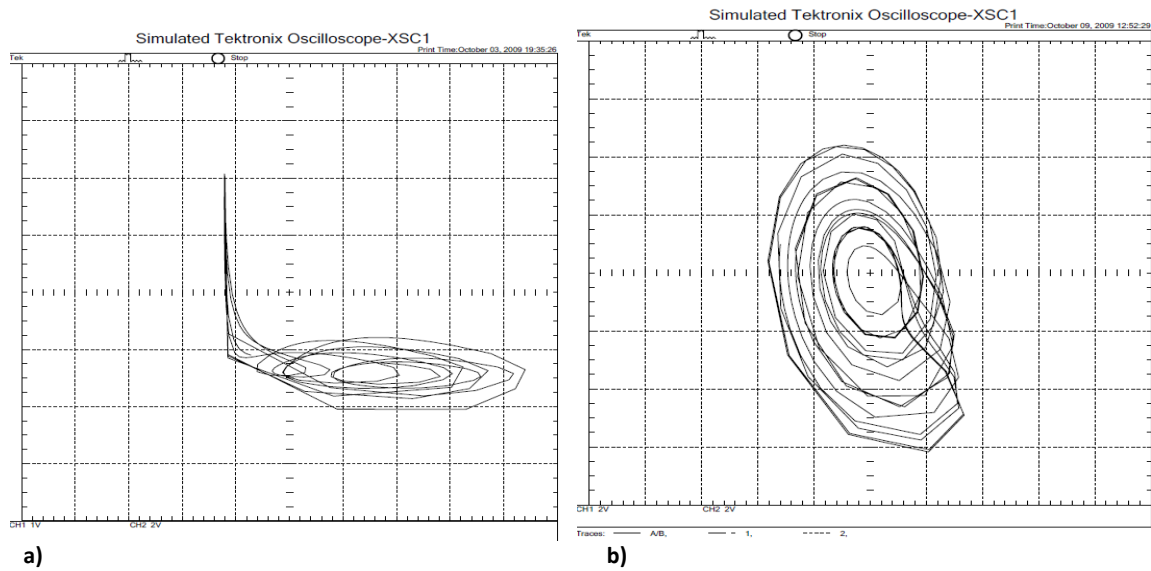 Simulated Tektronix Oscilloscope-XSC1
Print Time:October 03, 2009 19:35:26
Tek
Stop
CH1 1V CH2 2V
a)
Simulated Tektronix Oscilloscope-XSC1
Print Time:October 09, 2009 12:52:29
Tek
Stop
CH1 2V CH2 2V
Traces: A/B, 1, 2,
b)